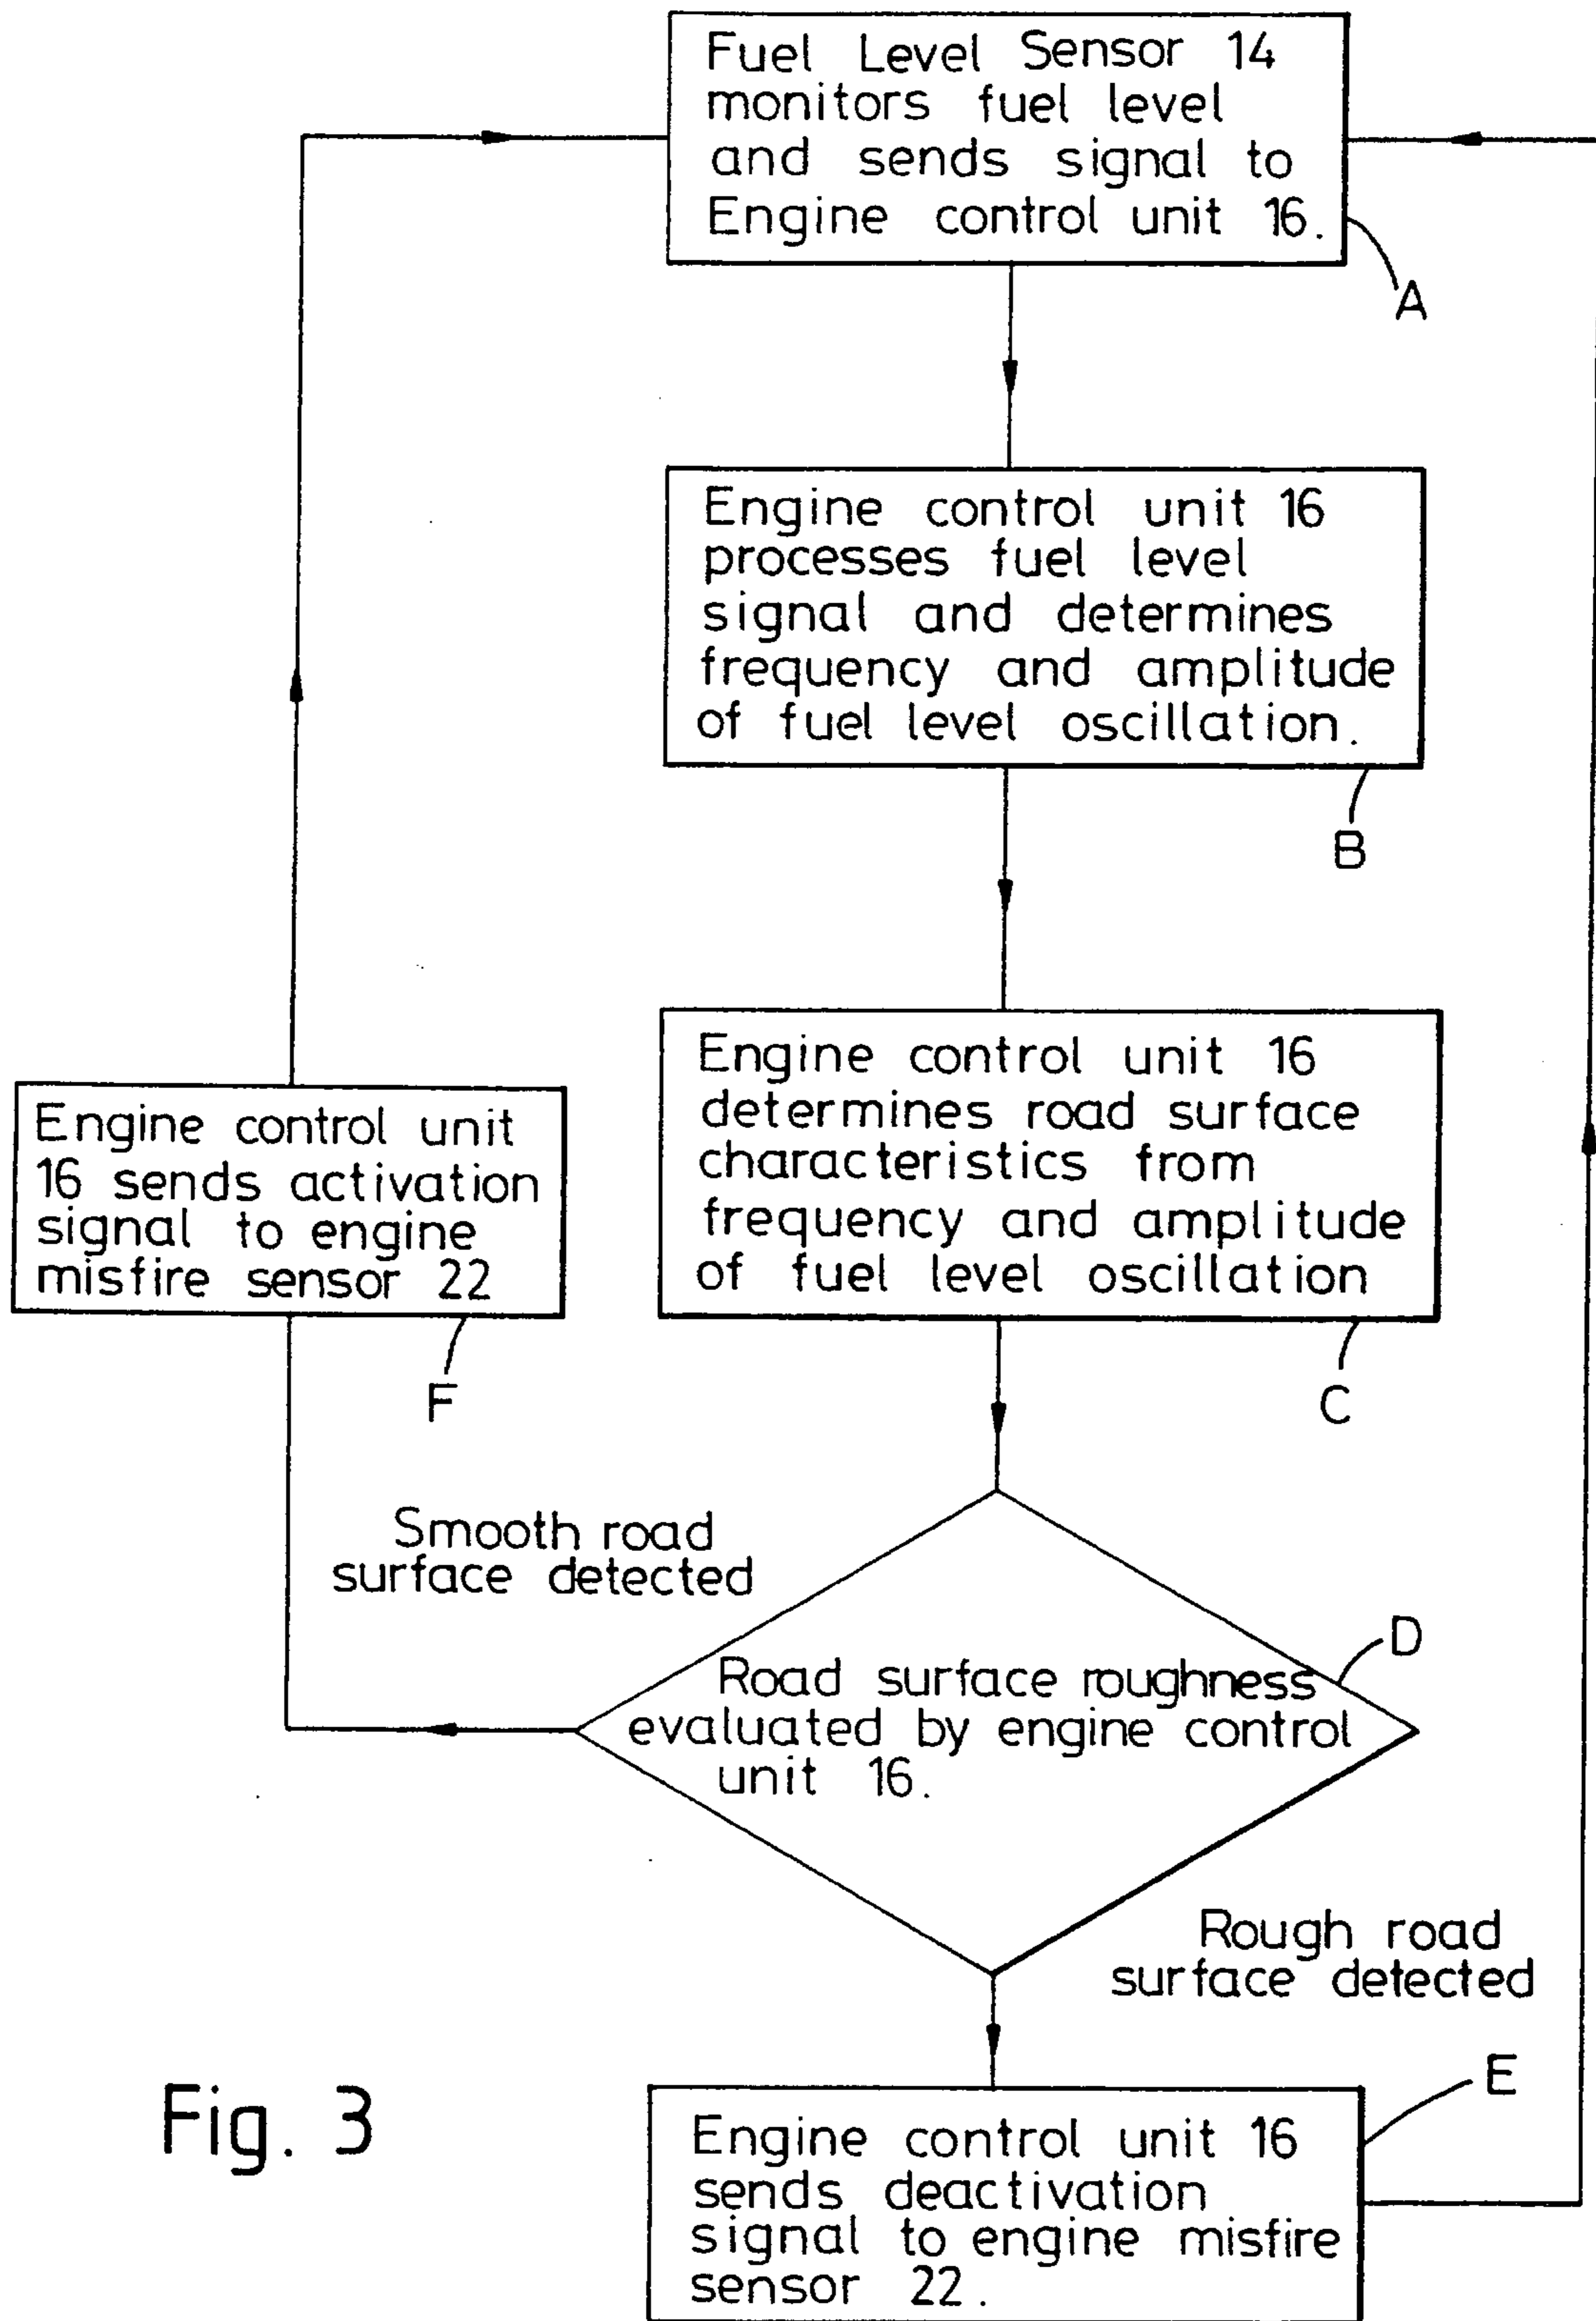 Fuel Level Sensor 14
monitors fuel level
and sends signal to
Engine control unit 16.
A
Engine control unit 16
processes fuel level
signal and determines
frequency and amplitude
of fuel level oscillation.
B
Engine control unit 16
determines road surface
characteristics from
frequency and amplitude
of fuel level oscillation
C
Engine control unit
16 sends activation
signal to engine
misfire sensor 22
F
Smooth road
surface detected
D
Road surface roughness
evaluated by engine control
unit 16.
Rough road
surface detected
E
Engine control unit 16
sends deactivation
signal to engine misfire
sensor 22.
Fig. 3